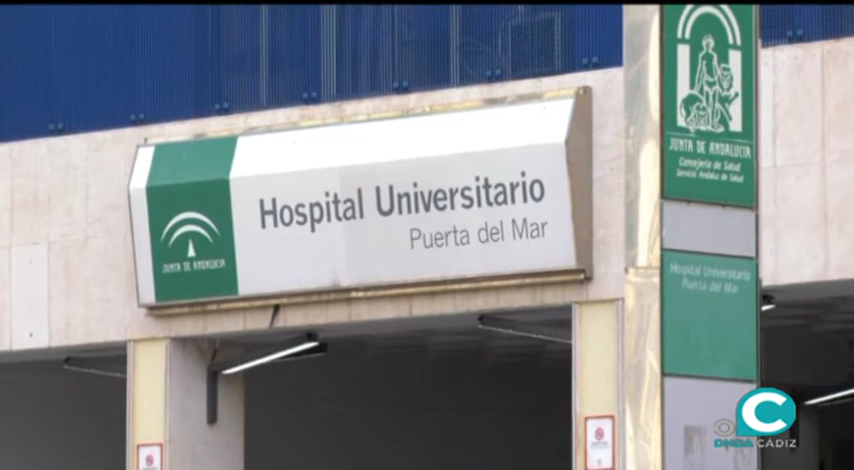 Hospital Universitario
Puerta del Mar
JUNTA DE ANDALUCIA
JUNTA DE ANDALUCIA
Consejería de Salud
Servicio Andaluz de Salud
Hospital Universitario
Puerta del Mar
C
ONDA CÁDIZ